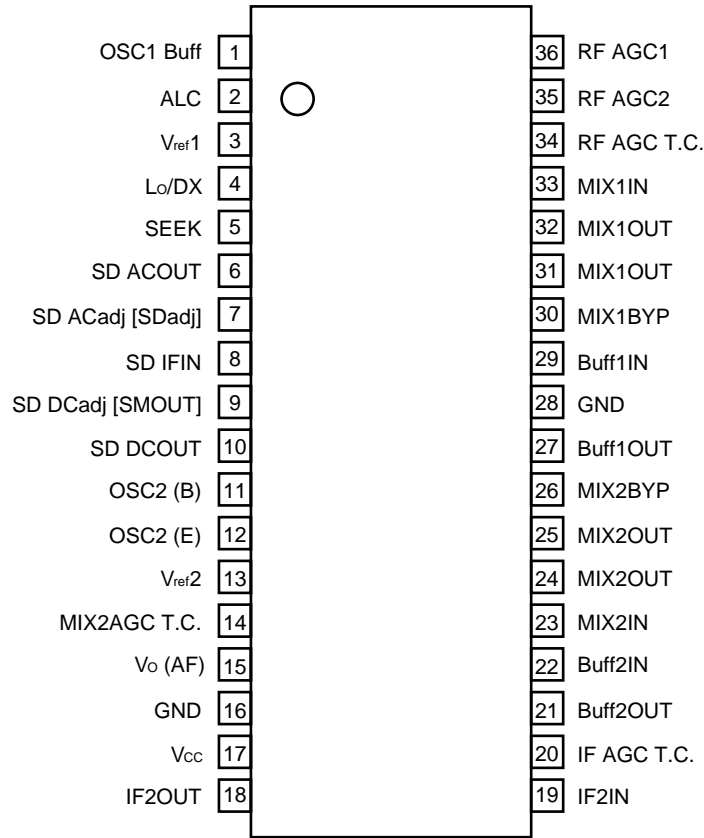 OSC1 Buff 1 36 RF AGC1
ALC 2 35 RF AGC2
Vref1 3 34 RF AGC T.C.
LO/DX 4 33 MIX1IN
SEEK 5 32 MIX1OUT
SD ACOUT 6 31 MIX1OUT
SD ACadj [SDadj] 7 30 MIX1BYP
SD IFIN 8 29 Buff1IN
SD DCadj [SMOUT] 9 28 GND
SD DCOUT 10 27 Buff1OUT
OSC2 (B) 11 26 MIX2BYP
OSC2 (E) 12 25 MIX2OUT
Vref2 13 24 MIX2OUT
MIX2AGC T.C. 14 23 MIX2IN
VO (AF) 15 22 Buff2IN
GND 16 21 Buff2OUT
VCC 17 20 IF AGC T.C.
IF2OUT 18 19 IF2IN